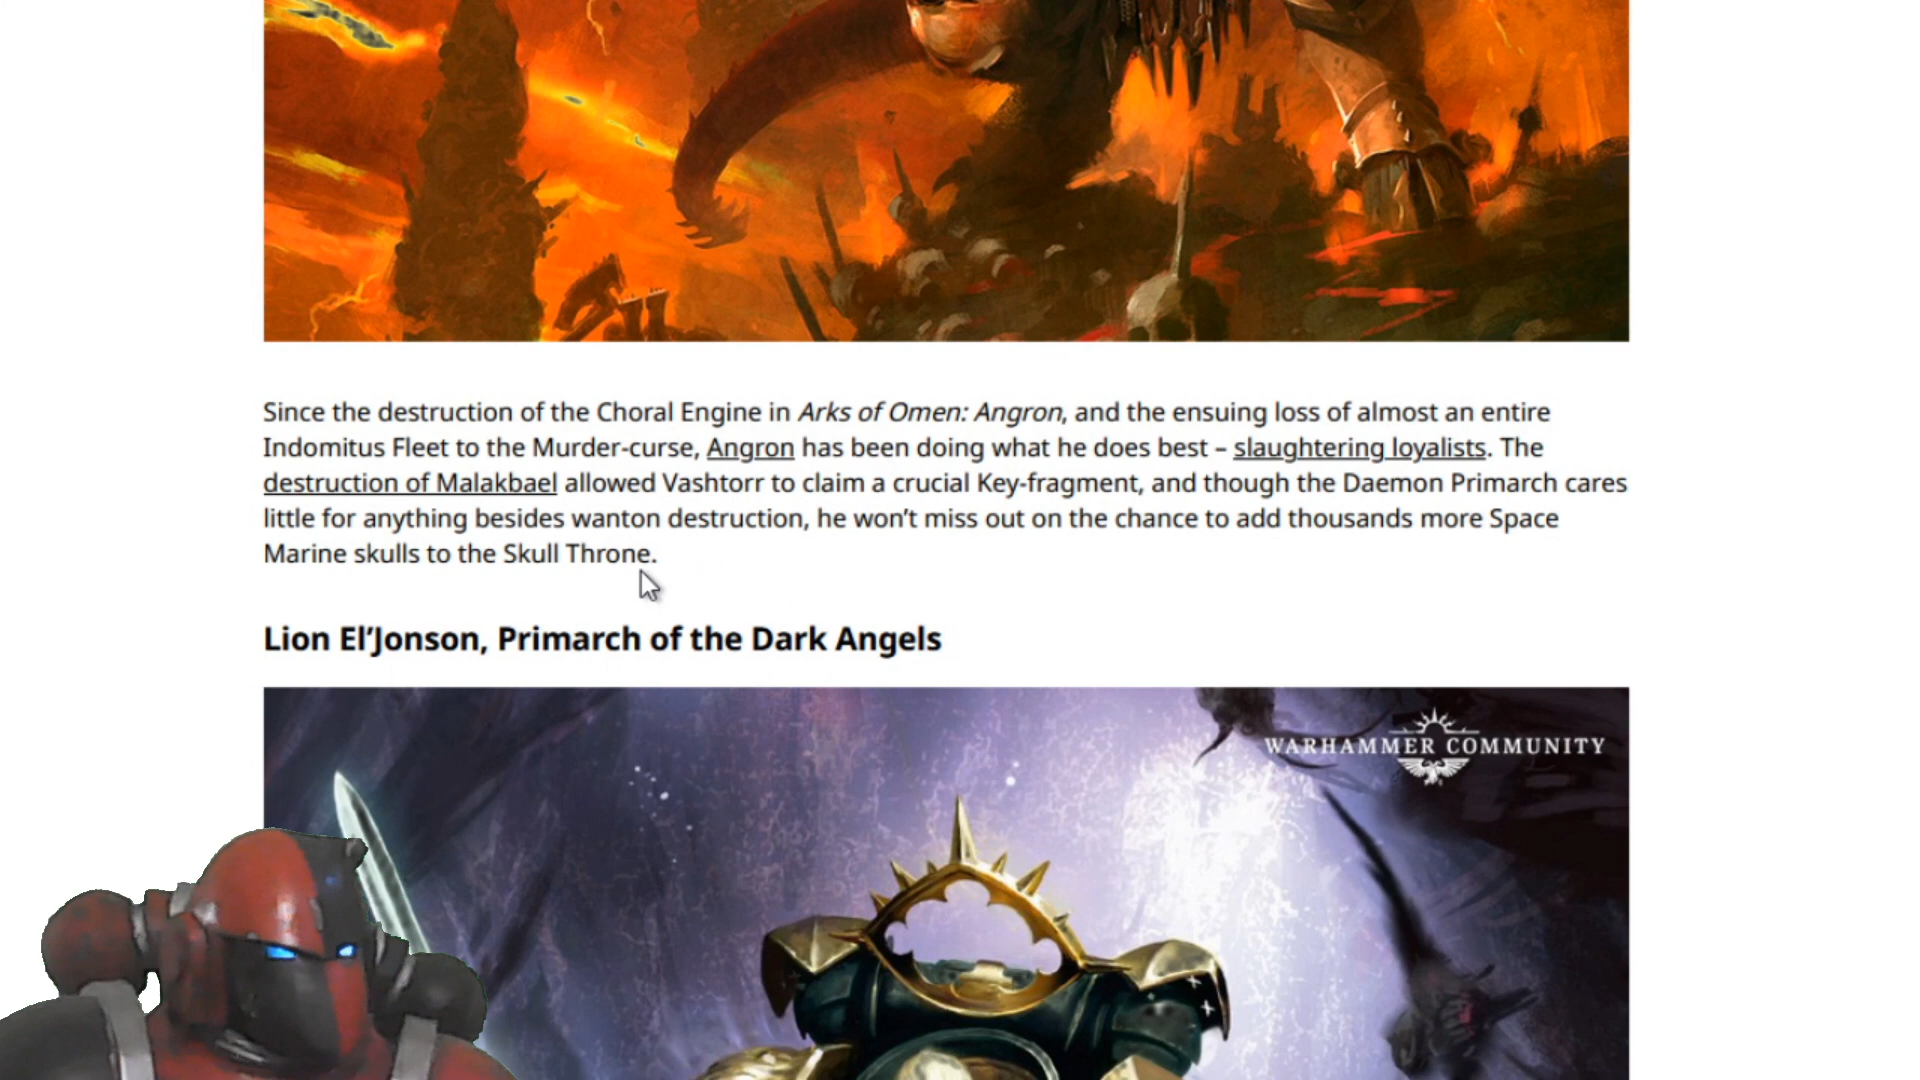 Since the destruction of the Choral Engine in Arks of Omen: Angron, and the ensuing loss of almost an entire
Indomitus Fleet to the Murder-curse, Angron has been doing what he does best – slaughtering loyalists. The
destruction of Malakbael allowed Vashtorr to claim a crucial Key-fragment, and though the Daemon Primarch cares
little for anything besides wanton destruction, he won’t miss out on the chance to add thousands more Space
Marine skulls to the Skull Throne.
Lion El’Jonson, Primarch of the Dark Angels
WARHAMMER COMMUNITY